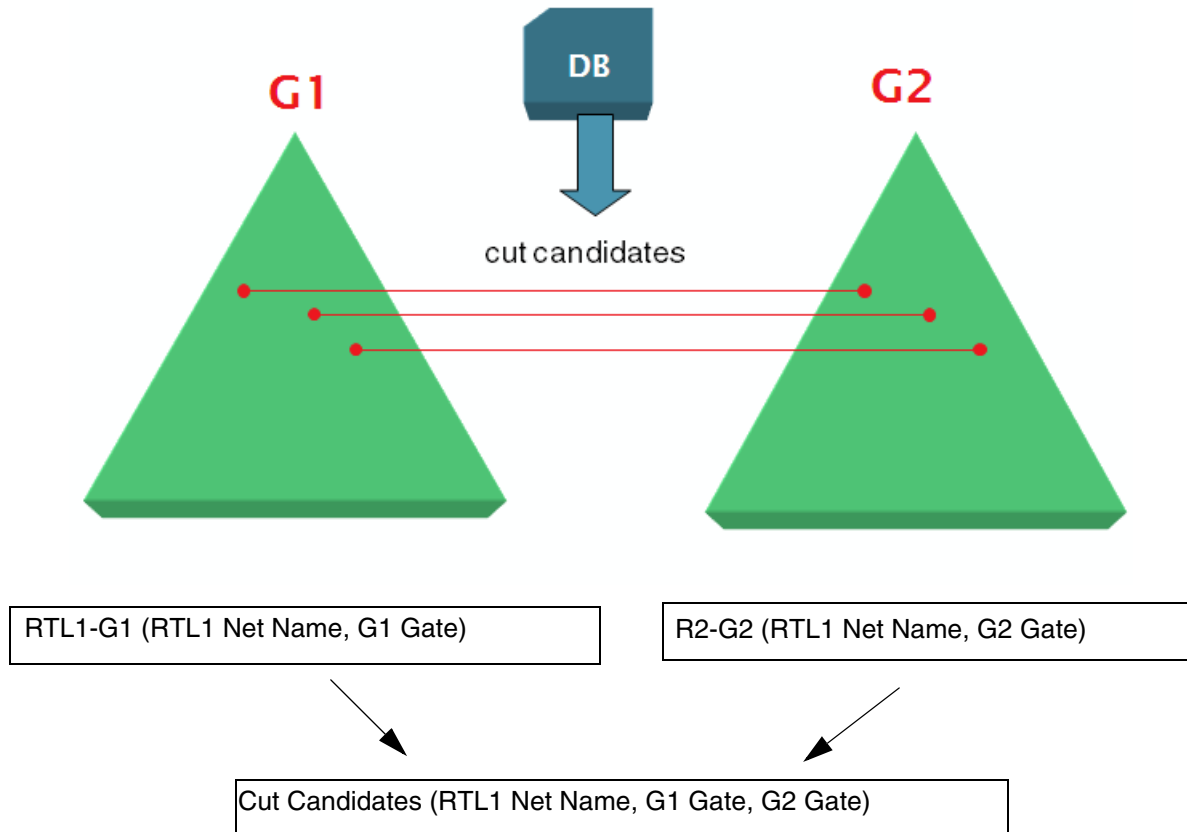 DB
G1
G2
cut candidates
RTL1-G1 (RTL1 Net Name, G1 Gate)
R2-G2 (RTL1 Net Name, G2 Gate)
Cut Candidates (RTL1 Net Name, G1 Gate, G2 Gate)